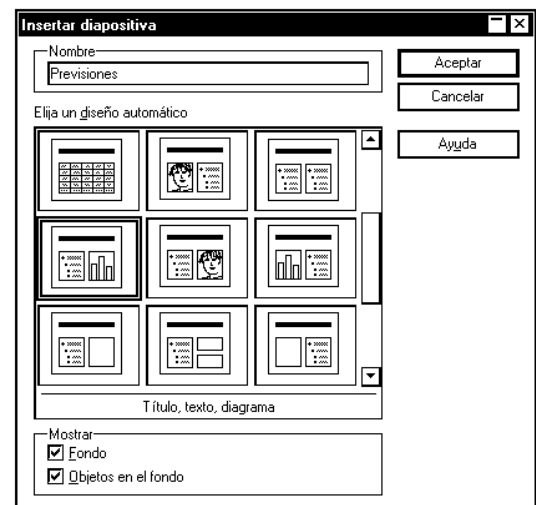 Insertar diapositiva
Nombre
Previsiones
Aceptar
Cancelar
Elija un diseño automático
Ayuda
Título, texto, diagrama
Mostrar
Fondo
Objetos en el fondo